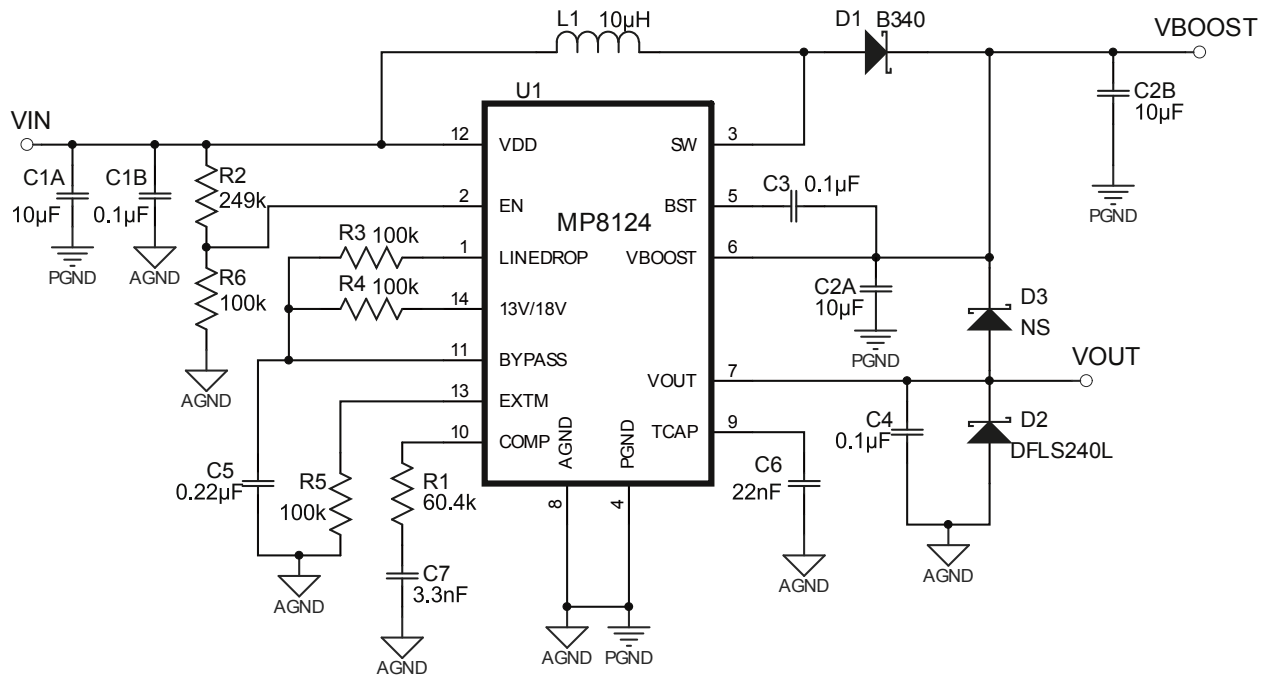 L1
10µH
D1
B340
VBOOST
C2B
10µF
PGND
U1
VIN
12
VDD
SW
3
C1A
10µF
PGND
C1B
0.1µF
AGND
R2
249k
2
EN
BST
5
C3
0.1µF
MP8124
R3
100k
1
LINEDROP
VBOOST
6
R6
100k
AGND
R4
100k
14
13V/18V
C2A
10µF
PGND
D3
NS
11
BYPASS
VOUT
7
VOUT
13
EXTM
C4
0.1µF
D2
DFLS240L
AGND
10
COMP
TCAP
9
AGND
PGND
C6
22nF
AGND
C5
0.22µF
R5
100k
AGND
R1
60.4k
C7
3.3nF
AGND
8
4
AGND
PGND